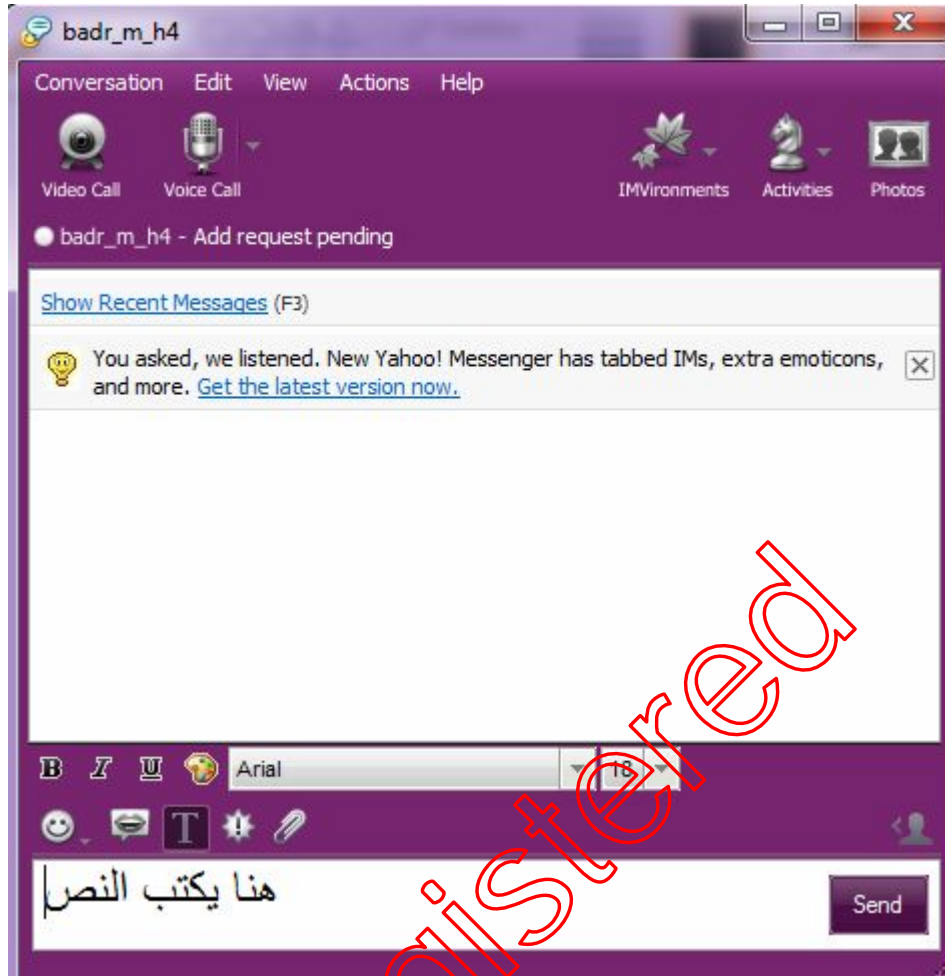 badr_m_h4
Conversation Edit View Actions Help
Video Call Voice Call IMVironments Activities Photos
badr_m_h4 - Add request pending
Show Recent Messages (F3)
You asked, we listened. New Yahoo! Messenger has tabbed IMs, extra emoticons,
and more. Get the latest version now.
B I U Arial 18
T
هنا يكتب النص
Send